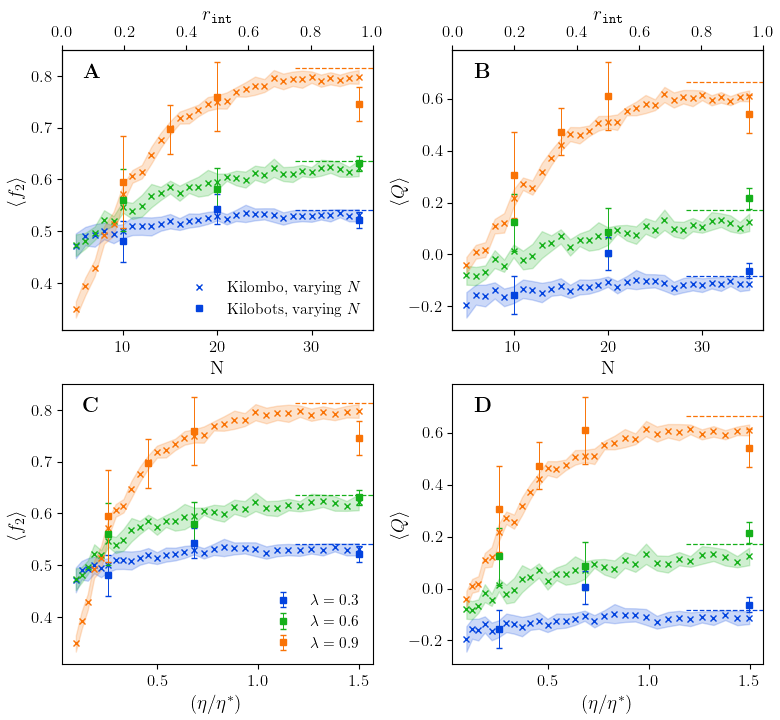 r_int
r_int
0.0 0.2 0.4 0.6 0.8 1.0
0.0 0.2 0.4 0.6 0.8 1.0
A
B
0.8
0.7
0.6
0.5
0.4
⟨f₂⟩
0.6
0.4
0.2
0.0
−0.2
⟨Q⟩
Kilombo, varying N
Kilobots, varying N
10 20 30
10 20 30
N
N
C
D
0.8
0.7
0.6
0.5
0.4
⟨f₂⟩
0.6
0.4
0.2
0.0
−0.2
⟨Q⟩
λ = 0.3
λ = 0.6
λ = 0.9
0.5 1.0 1.5
0.5 1.0 1.5
(η/η*)
(η/η*)